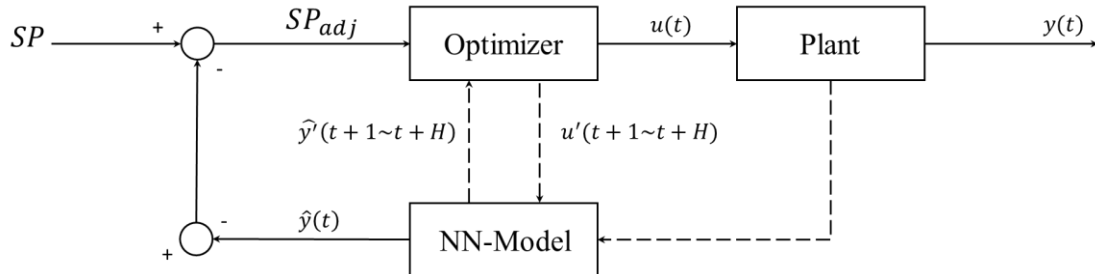 SP
+
-
SP_adj
Optimizer
u(t)
Plant
y(t)
ŷ'(t + 1~t + H)
u'(t + 1~t + H)
+
-
ŷ(t)
NN-Model